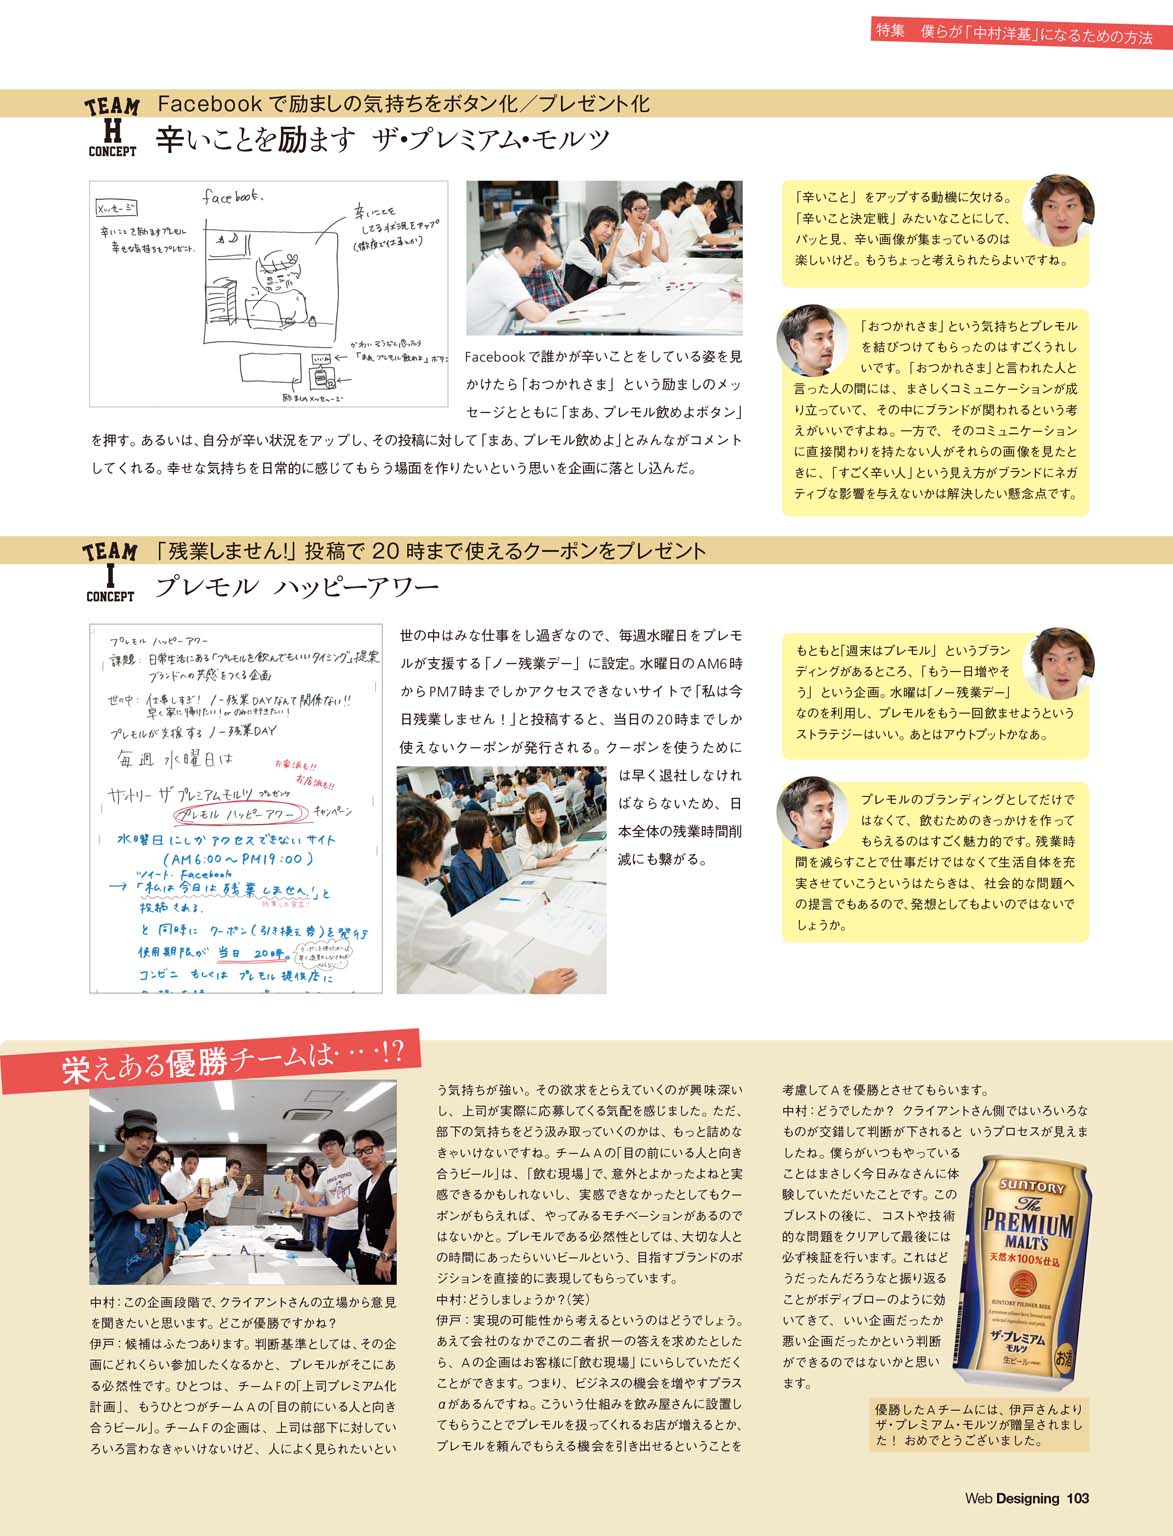 特集　僕らが「中村洋基」になるための方法
TEAM
H
CONCEPT
Facebook で励ましの気持ちをボタン化／プレゼント化
辛いことを励ます ザ・プレミアム・モルツ
facebook.
メッセージ
辛いことを
してる状況をアップ
「まぁ、プレモル飲めよ」ボタン
励ましのメッセージ
Facebook で誰かが辛いことをしている姿を見
かけたら「おつかれさま」という励ましのメッ
セージとともに「まあ、プレモル飲めよボタン」
を押す。あるいは、自分が辛い状況をアップし、その投稿に対して「まあ、プレモル飲めよ」とみんながコメント
してくれる。幸せな気持ちを日常的に感じてもらう場面を作りたいという思いを企画に落とし込んだ。
「辛いこと」をアップする動機に欠ける。
「辛いこと決定戦」みたいなことにして、
パッと見、辛い画像が集まっているのは
楽しいけど。もうちょっと考えられたらよいですね。
「おつかれさま」という気持ちとプレモル
を結びつけてもらったのはすごくうれし
いです。「おつかれさま」と言われた人と
言った人の間には、まさしくコミュニケーションが成
り立っていて、その中にブランドが関われるという考
えがいいですよね。一方で、そのコミュニケーション
に直接関わりを持たない人がそれらの画像を見たと
きに、「すごく辛い人」という見え方がブランドにネガ
ティブな影響を与えないかは解決したい懸念点です。
TEAM
I
CONCEPT
「残業しません！」投稿で 20 時まで使えるクーポンをプレゼント
プレモル ハッピーアワー
プレモル ハッピーアワー
課題：日常生活にある「プレモルを飲んでもいいタイミング」提案
ブランドへの共感をつくる企画
世の中：仕事しすぎ！ ノー残業DAYなんて関係ない!!
早く家に帰りたい！ or のみに行きたい！
プレモルが支援する ノー残業DAY
毎週 水曜日は
お家派も!!
お店派も!!
サントリー ザ プレミアムモルツ プレゼンツ
プレモル ハッピーアワー キャンペーン
水曜日にしかアクセスできないサイト
(AM6:00〜PM19:00)
ツイート. Facebook
→「私は今日は残業しません！」と
投稿される.
と同時に クーポン(引き換え券)を発行
使用期限が 当日 20時。
コンビニ もしくは プレモル提供店に
世の中はみな仕事をし過ぎなので、毎週水曜日をプレモ
ルが支援する「ノー残業デー」に設定。水曜日のAM6時
からPM7時までしかアクセスできないサイトで「私は今
日残業しません！」と投稿すると、当日の20時までしか
使えないクーポンが発行される。クーポンを使うために
は早く退社しなけれ
ばならないため、日
本全体の残業時間削
減にも繋がる。
もともと「週末はプレモル」というブラン
ディングがあるところ、「もう一日増やそ
う」という企画。水曜は「ノー残業デー」
なのを利用し、プレモルをもう一回飲ませようという
ストラテジーはいい。あとはアウトプットかなあ。
プレモルのブランディングとしてだけで
はなくて、飲むためのきっかけを作って
もらえるのはすごく魅力的です。残業時
間を減らすことで仕事だけではなくて生活自体を充
実させていこうというはたらきは、社会的な問題へ
の提言でもあるので、発想としてもよいのではないで
しょうか。
栄えある優勝チームは‥‥!?
A
中村：この企画段階で、クライアントさんの立場から意見
を聞きたいと思います。どこが優勝ですかね？
伊戸：候補はふたつあります。判断基準としては、その企
画にどれくらい参加したくなるかと、プレモルがそこにあ
る必然性です。ひとつは、チームFの「上司プレミアム化
計画」、もうひとつがチームAの「目の前にいる人と向き
合うビール」。チームFの企画は、上司は部下に対してい
ろいろ言わなきゃいけないけど、人によく見られたいとい
う気持ちが強い。その欲求をとらえていくのが興味深い
し、上司が実際に応募してくる気配を感じました。ただ、
部下の気持ちをどう汲み取っていくのかは、もっと詰めな
きゃいけないですね。チームAの「目の前にいる人と向き
合うビール」は、「飲む現場」で、意外とよかったよねと実
感できるかもしれないし、実感できなかったとしてもクー
ポンがもらえれば、やってみるモチベーションがあるので
はないかと。プレモルである必然性としては、大切な人と
の時間にあったらいいビールという、目指すブランドのポ
ジションを直接的に表現してもらっています。
中村：どうしましょうか？（笑）
伊戸：実現の可能性から考えるというのはどうでしょう。
あえて会社のなかでこの二者択一の答えを求めたとした
ら、Aの企画はお客様に「飲む現場」にいらしていただく
ことができます。つまり、ビジネスの機会を増やすプラス
αがあるんですね。こういう仕組みを飲み屋さんに設置し
てもらうことでプレモルを扱ってくれるお店が増えるとか、
プレモルを頼んでもらえる機会を引き出せるということを
考慮してAを優勝とさせてもらいます。
中村：どうでしたか？ クライアントさん側ではいろいろな
ものが交錯して判断が下されると いうプロセスが見えま
したね。僕らがいつもやっている
ことはまさしく今日みなさんに体
験していただいたことです。この
ブレストの後に、コストや技術
的な問題をクリアして最後には
必ず検証を行います。これはど
うだったんだろうなと振り返る
ことがボディブローのように効
いてきて、いい企画だったか
悪い企画だったかという判断
ができるのではないかと思い
ます。
SUNTORY
The
PREMIUM
MALT'S
天然水100%仕込
SUNTORY PILSNER BEER
ザ・プレミアム
モルツ
生ビール
お酒
優勝したAチームには、伊戸さんより
ザ・プレミアム・モルツが贈呈されまし
た！ おめでとうございました。
Web Designing 103